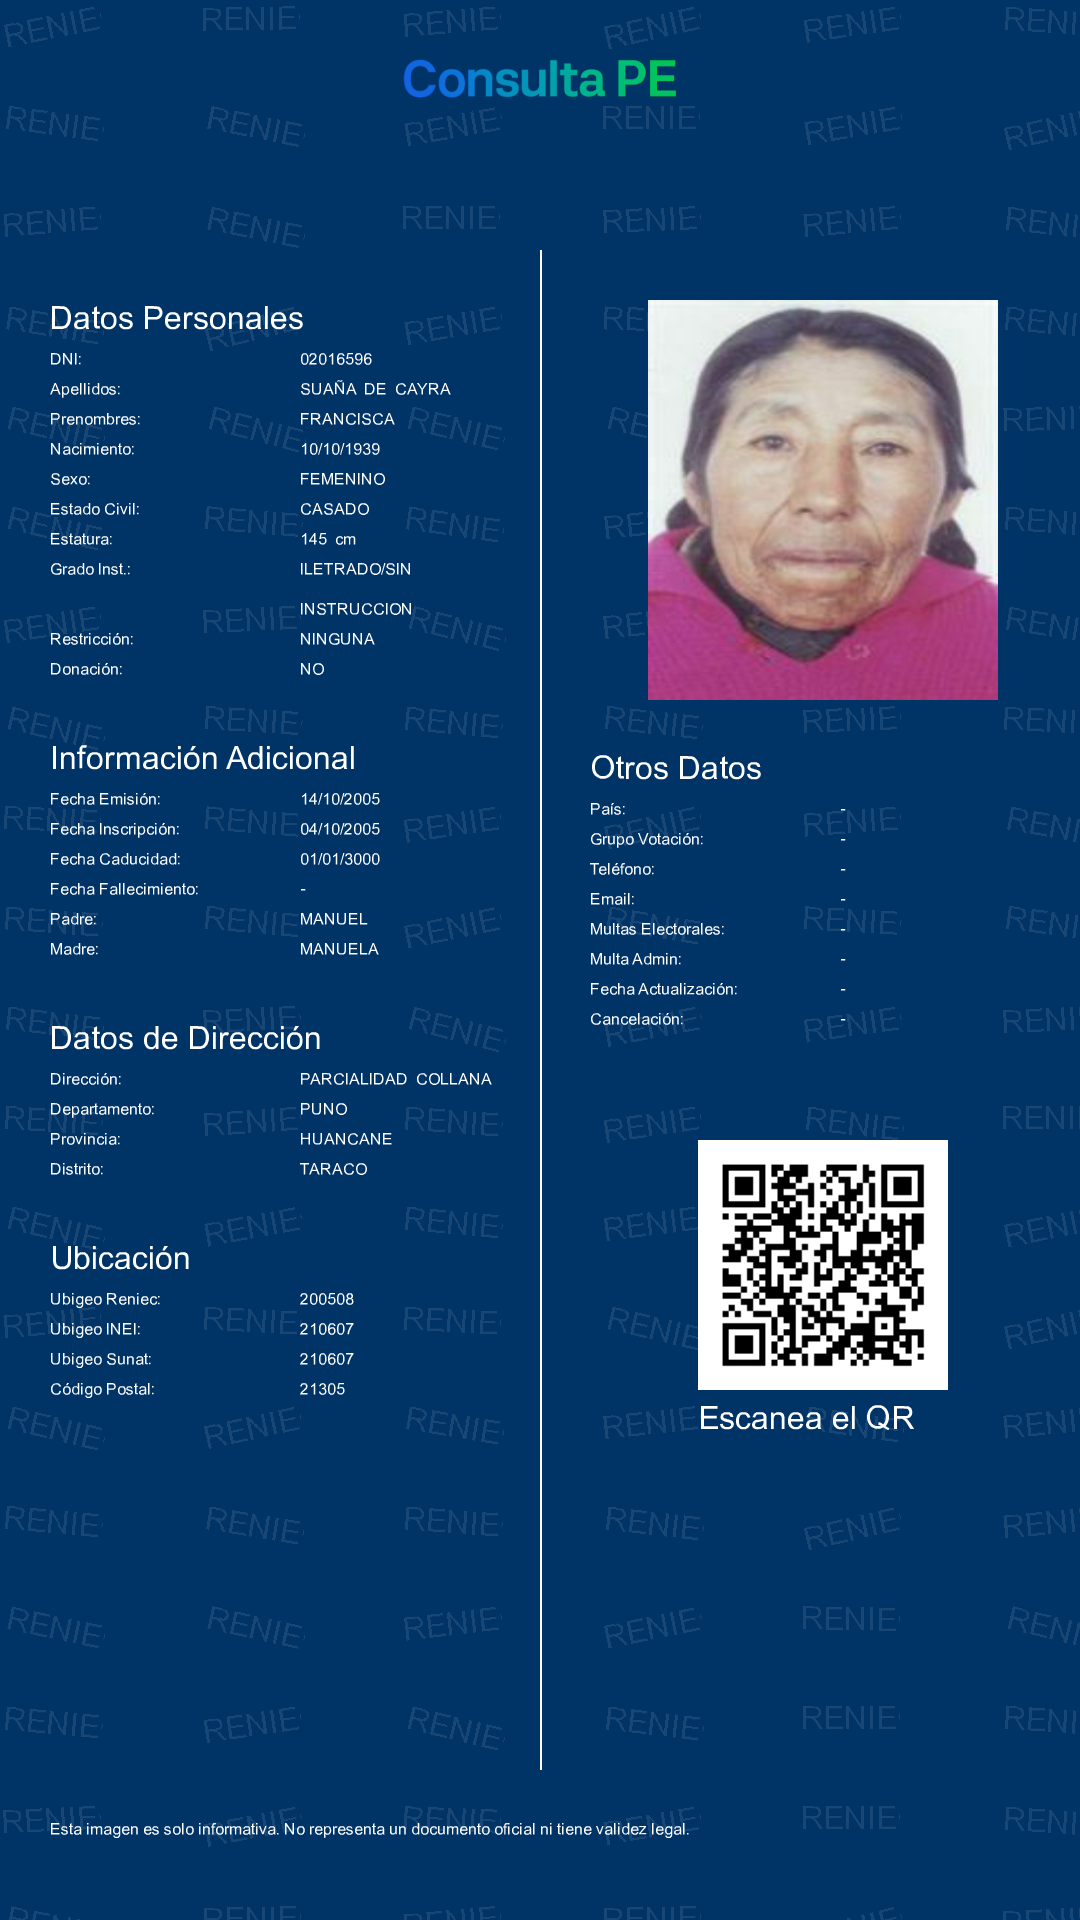 Consulta PE
Datos Personales
DNI: 02016596
Apellidos: SUAÑA DE CAYRA
Prenombres: FRANCISCA
Nacimiento: 10/10/1939
Sexo: FEMENINO
Estado Civil: CASADO
Estatura: 145 cm
Grado Inst.: ILETRADO/SIN
INSTRUCCION
Restricción: NINGUNA
Donación: NO
Información Adicional
Fecha Emisión: 14/10/2005
Fecha Inscripción: 04/10/2005
Fecha Caducidad: 01/01/3000
Fecha Fallecimiento: -
Padre: MANUEL
Madre: MANUELA
Datos de Dirección
Dirección: PARCIALIDAD COLLANA
Departamento: PUNO
Provincia: HUANCANE
Distrito: TARACO
Ubicación
Ubigeo Reniec: 200508
Ubigeo INEI: 210607
Ubigeo Sunat: 210607
Código Postal: 21305
Otros Datos
País: -
Grupo Votación: -
Teléfono: -
Email: -
Multas Electorales: -
Multa Admin: -
Fecha Actualización: -
Cancelación: -
Escanea el QR
Esta imagen es solo informativa. No representa un documento oficial ni tiene validez legal.